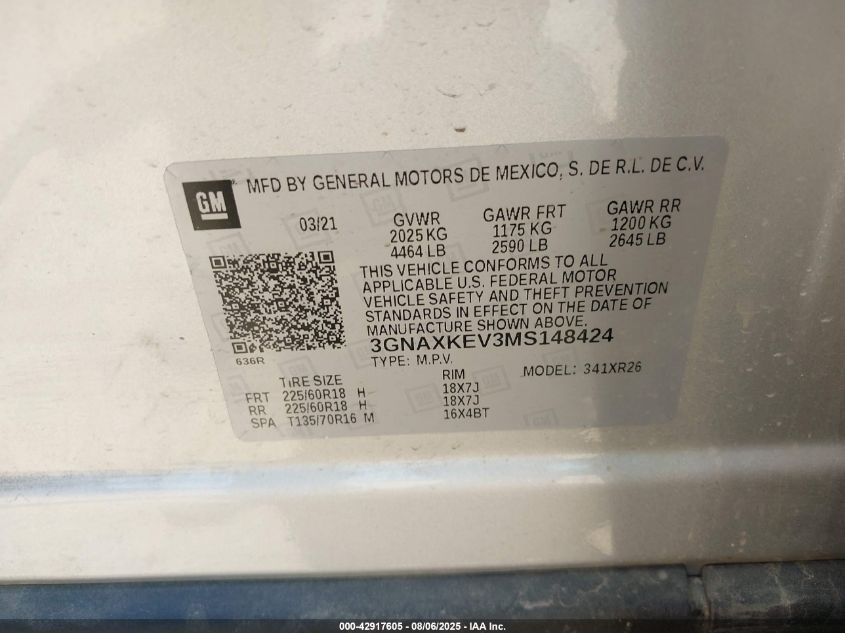 GM
MFD BY GENERAL MOTORS DE MEXICO, S. DE R.L. DE C.V.
03/21 GVWR GAWR FRT GAWR RR
2025 KG 1175 KG 1200 KG
4464 LB 2590 LB 2645 LB
THIS VEHICLE CONFORMS TO ALL
APPLICABLE U.S. FEDERAL MOTOR
VEHICLE SAFETY AND THEFT PREVENTION
STANDARDS IN EFFECT ON THE DATE OF
MANUFACTURE SHOWN ABOVE.
3GNAXKEV3MS148424
636R
TYPE: M.P.V.
MODEL: 341XR26
TIRE SIZE RIM
FRT 225/60R18 H 18X7J
RR 225/60R18 H 18X7J
SPA T135/70R16 M 16X4BT
000-42917605 - 08/06/2025 - IAA Inc.